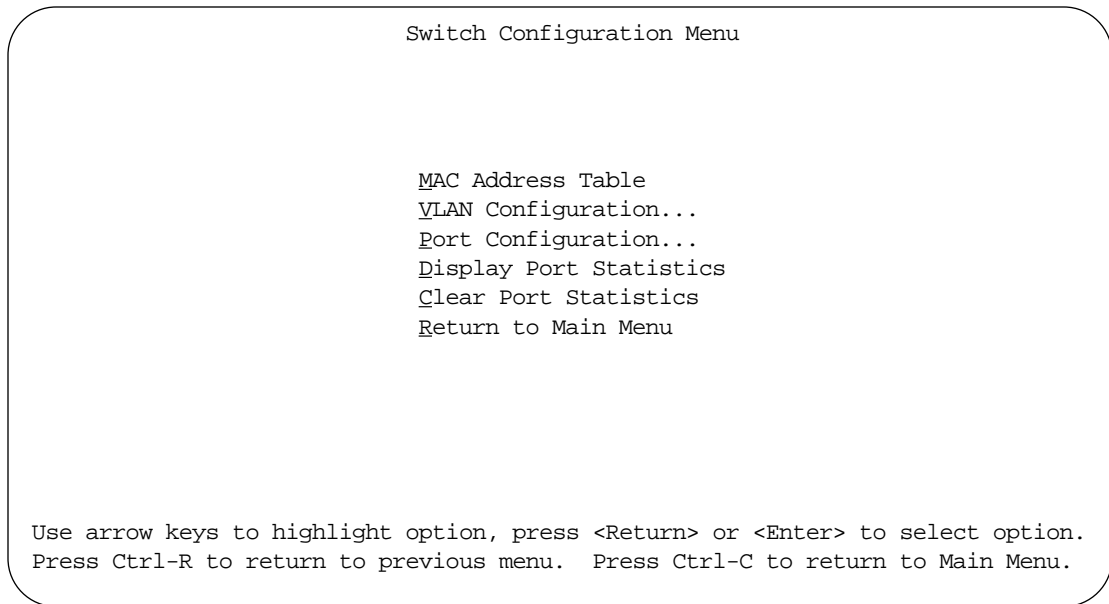 Switch Configuration Menu
MAC Address Table
VLAN Configuration...
Port Configuration...
Display Port Statistics
Clear Port Statistics
Return to Main Menu
Use arrow keys to highlight option, press <Return> or <Enter> to select option.
Press Ctrl-R to return to previous menu.  Press Ctrl-C to return to Main Menu.